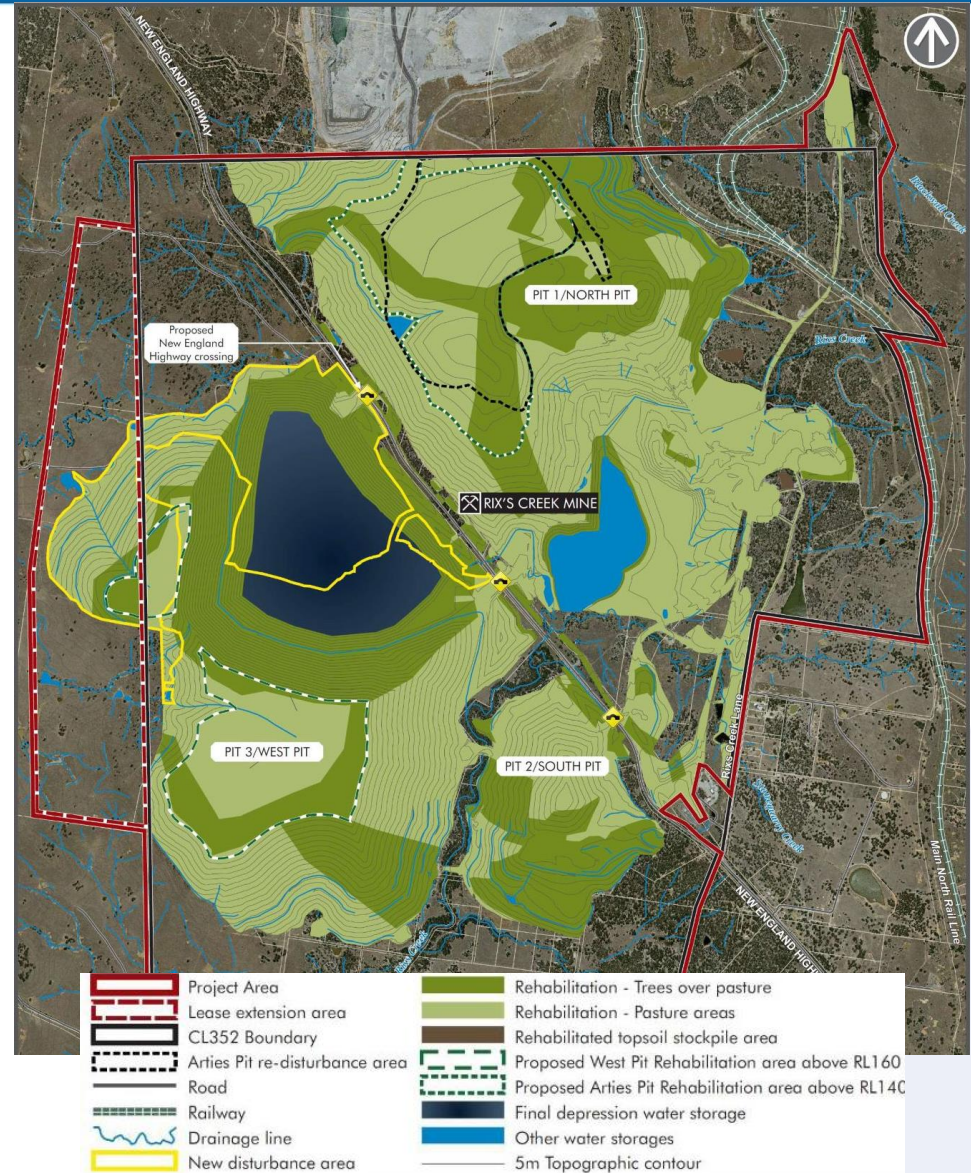 NEW ENGLAND HIGHWAY
Blackwall Creek
PIT 1/NORTH PIT
Proposed
New England
Highway crossing
Rixs Creek
RIX'S CREEK MINE
PIT 3/WEST PIT
PIT 2/SOUTH PIT
Rixs Creek Lane
Main North Rail Line
NEW ENGLAND HIGH
Creek
Project Area
Lease extension area
CL352 Boundary
Arties Pit re-disturbance area
Road
Railway
Drainage line
New disturbance area
Rehabilitation - Trees over pasture
Rehabilitation - Pasture areas
Rehabilitated topsoil stockpile area
Proposed West Pit Rehabilitation area above RL160
Proposed Arties Pit Rehabilitation area above RL140
Final depression water storage
Other water storages
5m Topographic contour